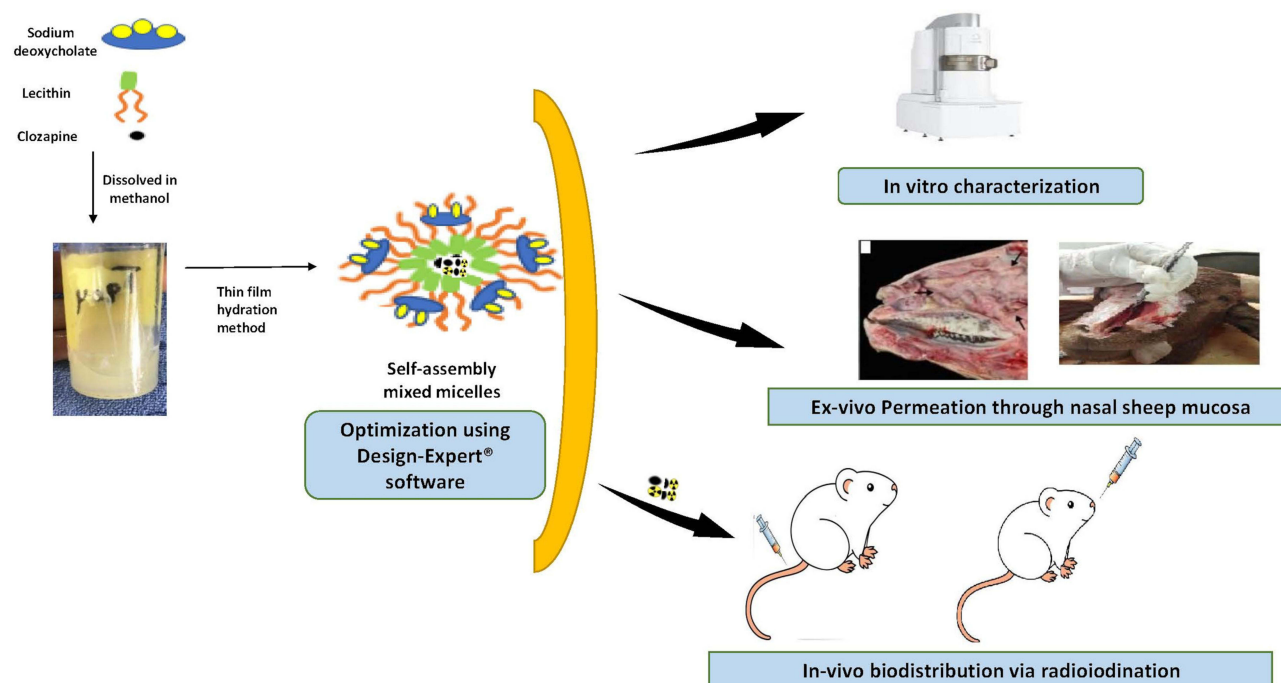 Sodium
deoxycholate
Lecithin
Clozapine
Dissolved in
methanol
Thin film
hydration
method
Self-assembly
mixed micelles
Optimization using
Design-Expert®
software
In vitro characterization
Ex-vivo Permeation through nasal sheep mucosa
In-vivo biodistribution via radioiodination